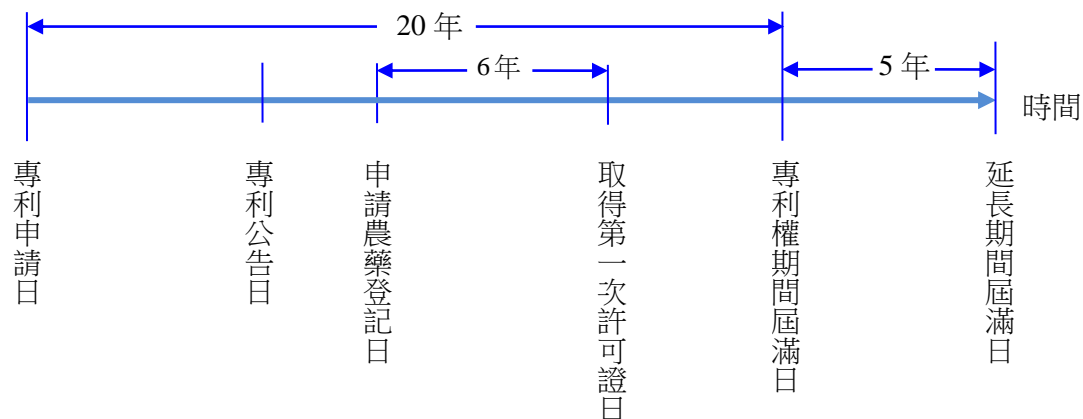 20 年
6 年
5 年
時間
專利申請日
專利公告日
申請農藥登記日
取得第一次許可證日
專利權期間屆滿日
延長期間屆滿日